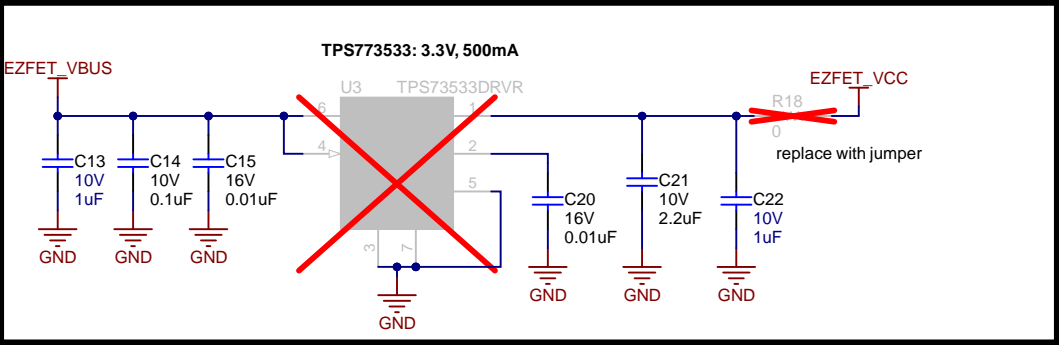 TPS773533: 3.3V, 500mA
EZFET_VBUS
U3
TPS73533DRVR
EZFET_VCC
6
1
R18
0
replace with jumper
4
2
C13
10V
1uF
C14
10V
0.1uF
C15
16V
0.01uF
5
C20
16V
0.01uF
C21
10V
2.2uF
C22
10V
1uF
3
7
GND
GND
GND
GND
GND
GND
GND